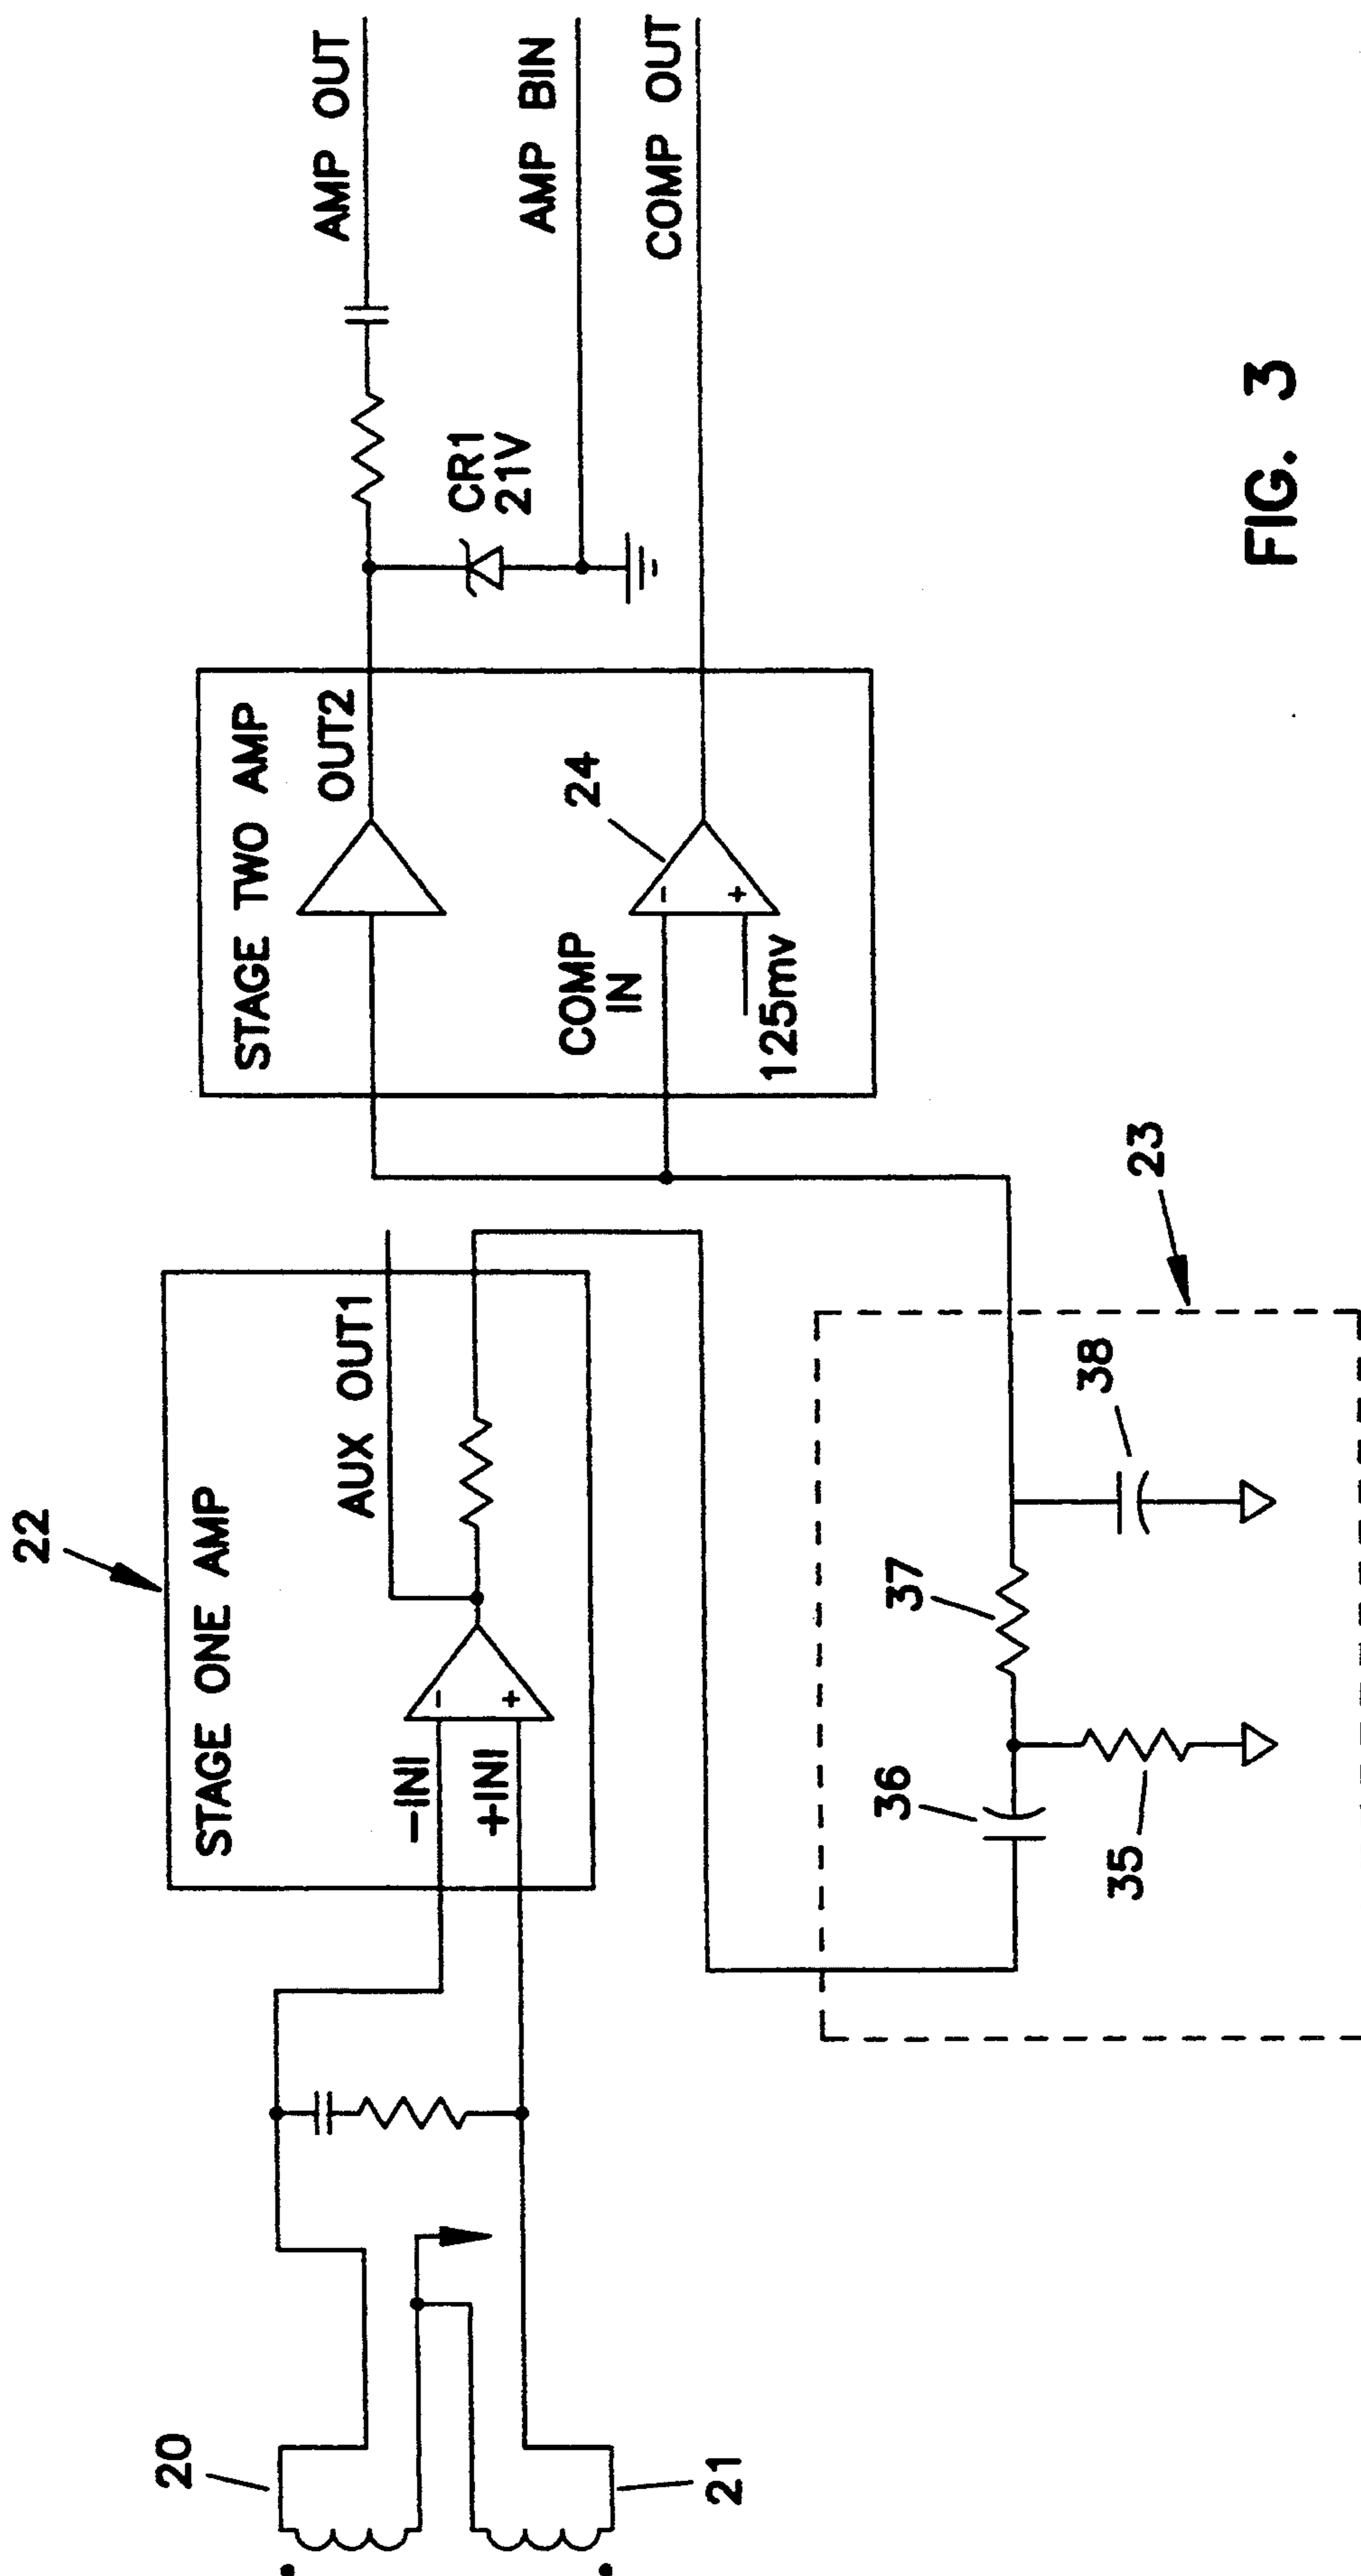 22
STAGE ONE AMP
AUX OUT1
-INI
+INI
-
+
20
21
STAGE TWO AMP
OUT2
24
COMP
IN
-
+
125mv
CR1
21V
AMP OUT
AMP BIN
COMP OUT
23
36
37
38
35
FIG. 3